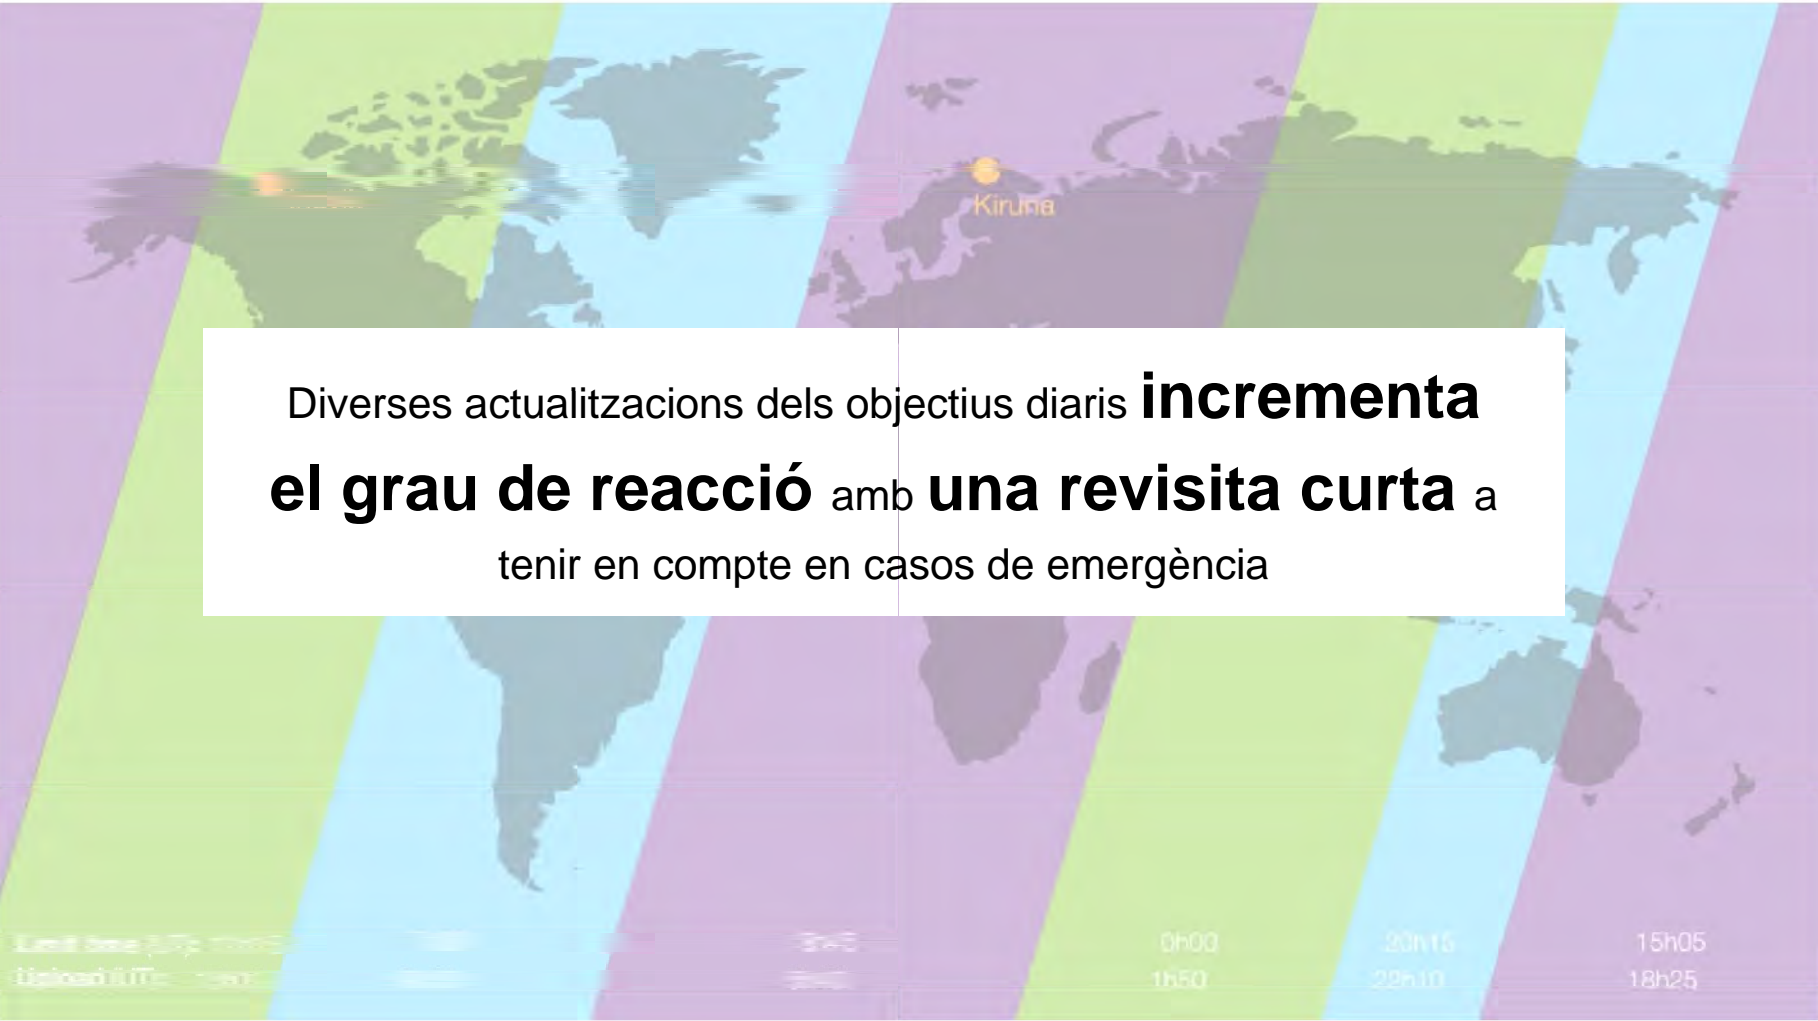 Kiruna
Diverses actualitzacions dels objectius diaris incrementa
el grau de reacció amb una revisita curta a
tenir en compte en casos de emergència
0h00 20h15 15h05
1h50 22h10 18h25